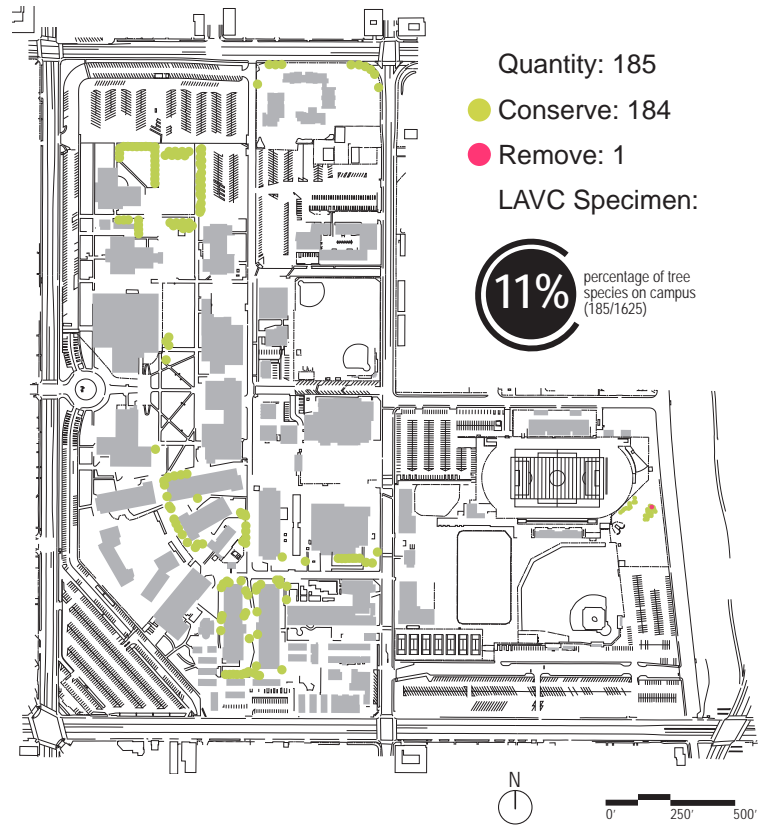 Quantity: 185
Conserve: 184
Remove: 1
LAVC Specimen:
11%
percentage of tree
species on campus
(185/1625)
N
0' 250' 500'